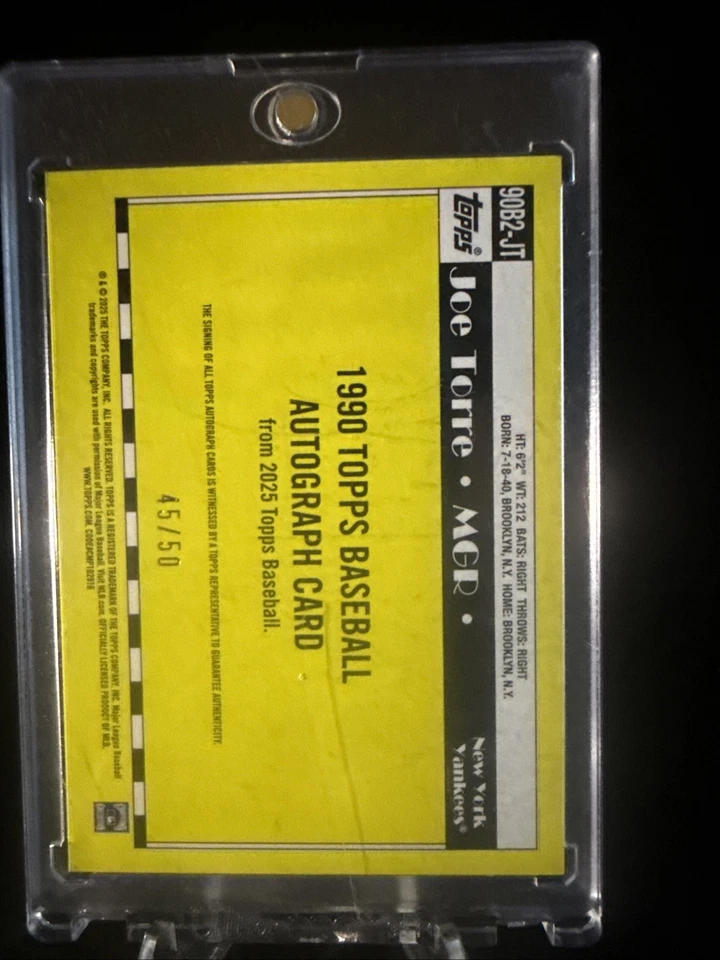 90B2-JT
HT: 6'2" WT: 212 BATS: RIGHT THROWS: RIGHT
BORN: 7-18-40, BROOKLYN, N.Y. HOME: BROOKLYN, N.Y.
topps® Joe Torre • MGR •
New York
Yankees®
1990 TOPPS BASEBALL
AUTOGRAPH CARD
from 2025 Topps Baseball.
THE SIGNING OF ALL TOPPS AUTOGRAPH CARDS IS WITNESSED BY A TOPPS REPRESENTATIVE TO GUARANTEE AUTHENTICITY.
45/50
® & © 2025 THE TOPPS COMPANY, INC. ALL RIGHTS RESERVED. TOPPS IS A REGISTERED TRADEMARK OF THE TOPPS COMPANY, INC. Major League Baseball
trademarks and copyrights are used with permission of Major League Baseball. Visit MLB.com. OFFICIALLY LICENSED PRODUCT OF MLB.
WWW.TOPPS.COM. CODE#CMP102916